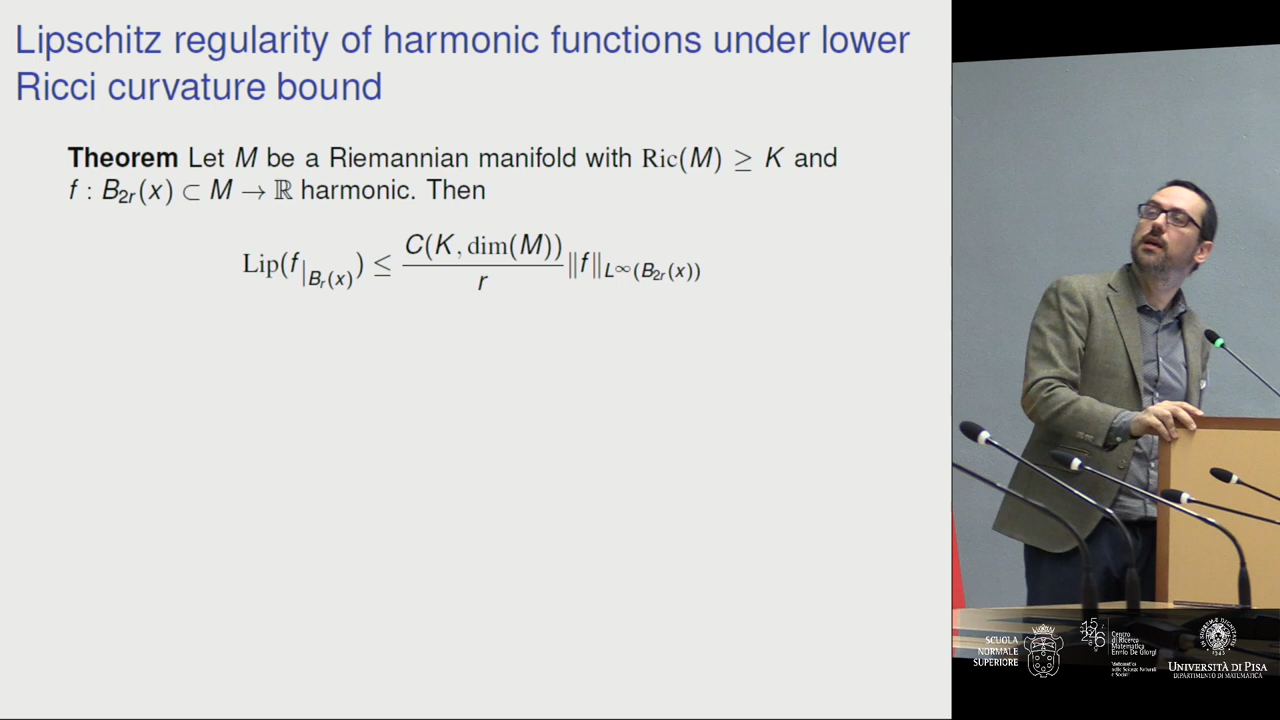 Lipschitz regularity of harmonic functions under lower
Ricci curvature bound
Theorem Let M be a Riemannian manifold with Ric(M) ≥ K and
f : B_{2r}(x) ⊂ M → ℝ harmonic. Then
Lip(f_{|B_r(x)}) ≤ \frac{C(K, dim(M))}{r} ‖f‖_{L^∞(B_{2r}(x))}
SCUOLA
NORMALE
SUPERIORE
Centro
di Ricerca
Matematica
Ennio De Giorgi
UNIVERSITÀ DI PISA
DIPARTIMENTO DI MATEMATICA